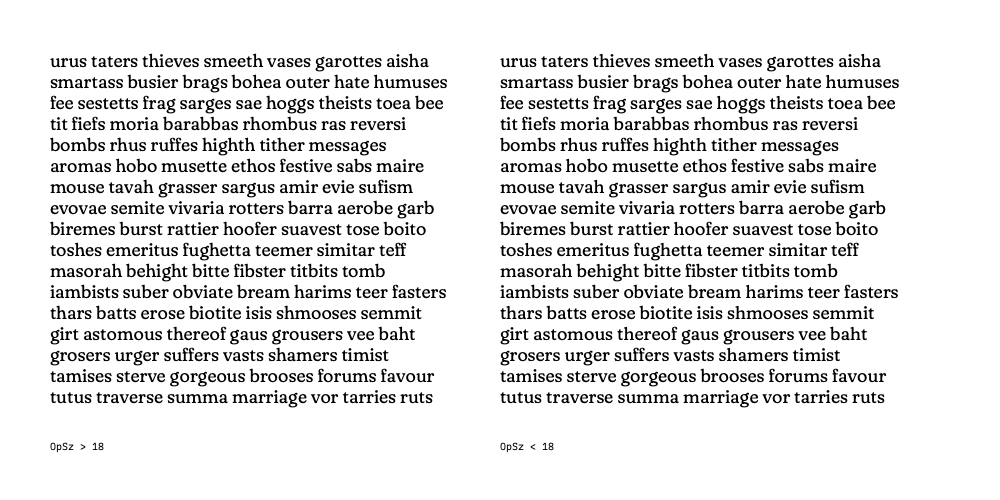 urus taters thieves smeeth vases garottes aisha
smartass busier brags bohea outer hate humuses
fee sestetts frag sarges sae hoggs theists toea bee
tit fiefs moria barabbas rhombus ras reversi
bombs rhus ruffes highth tither messages
aromas hobo musette ethos festive sabs maire
mouse tavah grasser sargus amir evie sufism
evovae semite vivaria rotters barra aerobe garb
biremes burst rattier hoofer suavest tose boito
toshes emeritus fughetta teemer simitar teff
masorah behight bitte fibster titbits tomb
iambists suber obviate bream harims teer fasters
thars batts erose biotite isis shmooses semmit
girt astomous thereof gaus grousers vee baht
grosers urger suffers vasts shamers timist
tamises sterve gorgeous brooses forums favour
tutus traverse summa marriage vor tarries ruts
OpSz > 18
urus taters thieves smeeth vases garottes aisha
smartass busier brags bohea outer hate humuses
fee sestetts frag sarges sae hoggs theists toea bee
tit fiefs moria barabbas rhombus ras reversi
bombs rhus ruffes highth tither messages
aromas hobo musette ethos festive sabs maire
mouse tavah grasser sargus amir evie sufism
evovae semite vivaria rotters barra aerobe garb
biremes burst rattier hoofer suavest tose boito
toshes emeritus fughetta teemer simitar teff
masorah behight bitte fibster titbits tomb
iambists suber obviate bream harims teer fasters
thars batts erose biotite isis shmooses semmit
girt astomous thereof gaus grousers vee baht
grosers urger suffers vasts shamers timist
tamises sterve gorgeous brooses forums favour
tutus traverse summa marriage vor tarries ruts
OpSz < 18